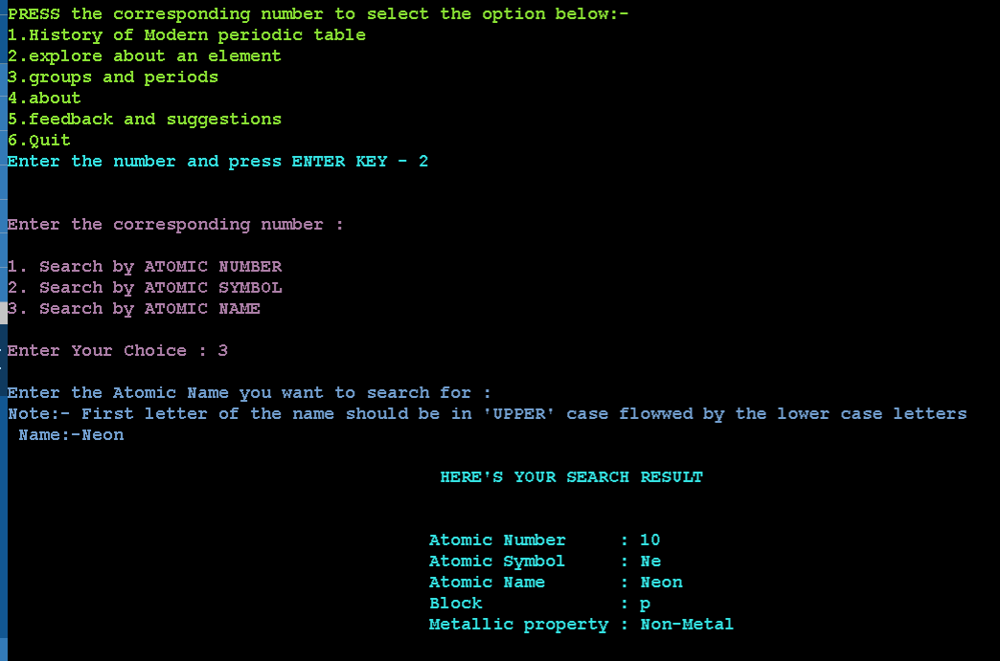 PRESS the corresponding number to select the option below:-
1.History of Modern periodic table
2.explore about an element
3.groups and periods
4.about
5.feedback and suggestions
6.Quit
Enter the number and press ENTER KEY - 2
Enter the corresponding number :
1. Search by ATOMIC NUMBER
2. Search by ATOMIC SYMBOL
3. Search by ATOMIC NAME
Enter Your Choice : 3
Enter the Atomic Name you want to search for :
Note:- First letter of the name should be in 'UPPER' case flowwed by the lower case letters
Name:-Neon
HERE'S YOUR SEARCH RESULT
Atomic Number : 10
Atomic Symbol : Ne
Atomic Name : Neon
Block : p
Metallic property : Non-Metal